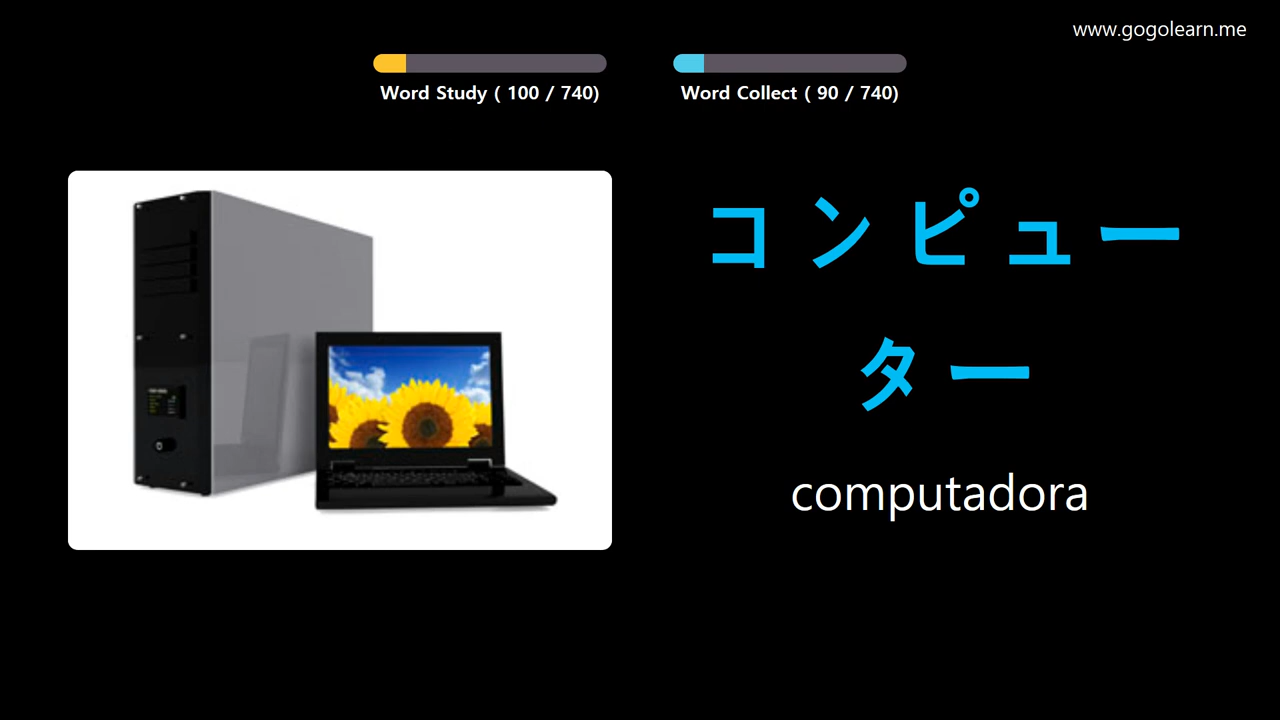 www.gogolearn.me
Word Study ( 100 / 740)
Word Collect ( 90 / 740)
コンピュー
ター
computadora